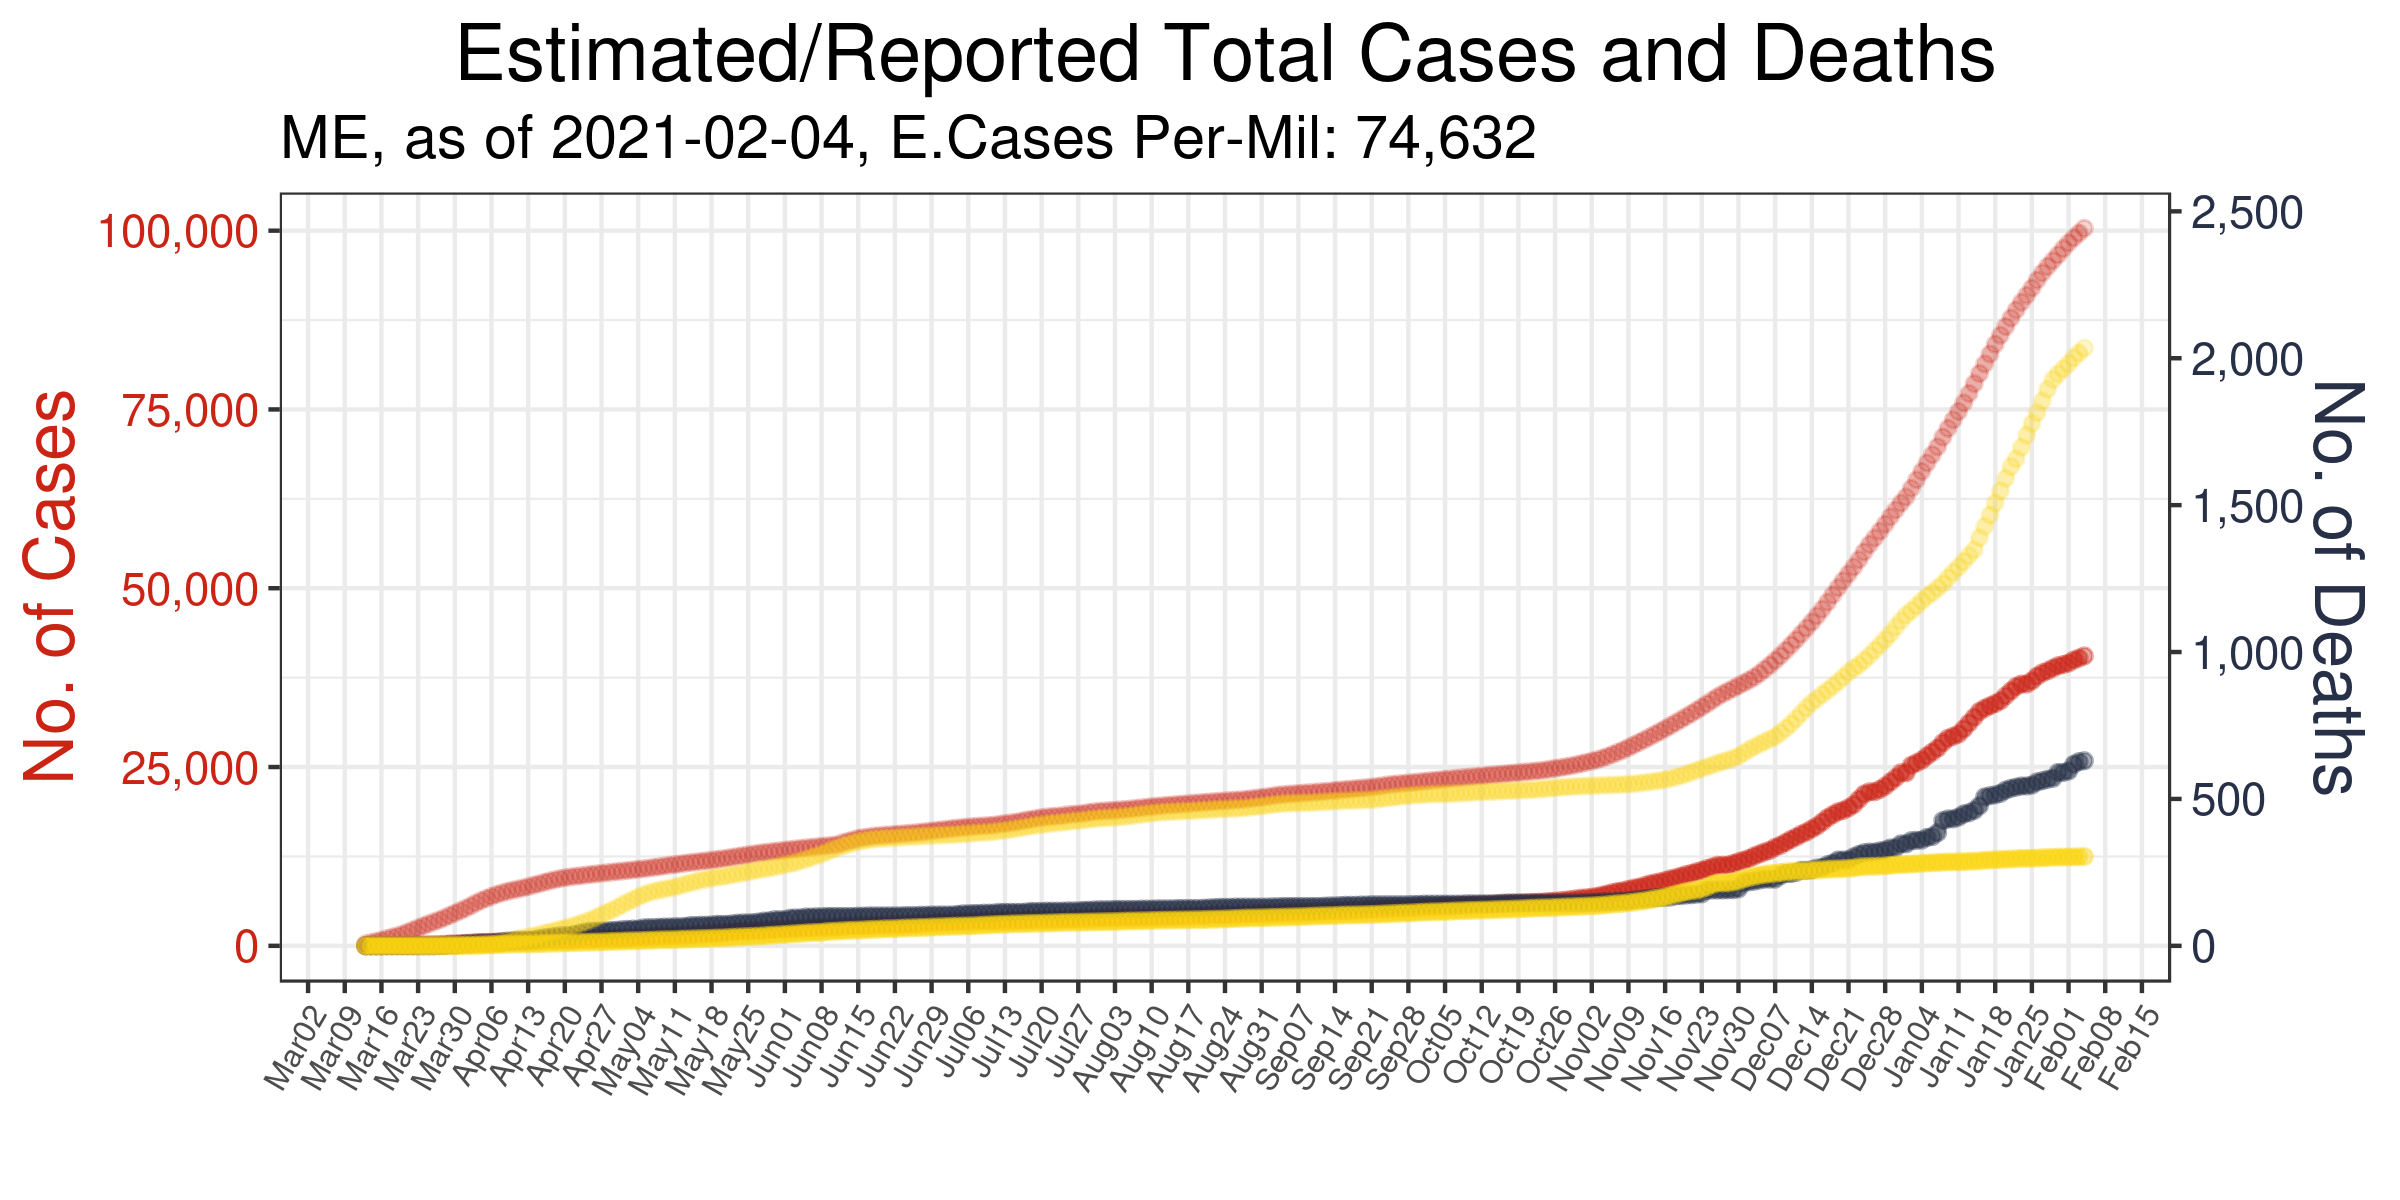 Estimated/Reported Total Cases and Deaths
ME, as of 2021-02-04, E.Cases Per-Mil: 74,632
No. of Cases
100,000
75,000
50,000
25,000
0
2,500
2,000
1,500
1,000
500
0
No. of Deaths
Mar02
Mar09
Mar16
Mar23
Mar30
Apr06
Apr13
Apr20
Apr27
May04
May11
May18
May25
Jun01
Jun08
Jun15
Jun22
Jun29
Jul06
Jul13
Jul20
Jul27
Aug03
Aug10
Aug17
Aug24
Aug31
Sep07
Sep14
Sep21
Sep28
Oct05
Oct12
Oct19
Oct26
Nov02
Nov09
Nov16
Nov23
Nov30
Dec07
Dec14
Dec21
Dec28
Jan04
Jan11
Jan18
Jan25
Feb01
Feb08
Feb15